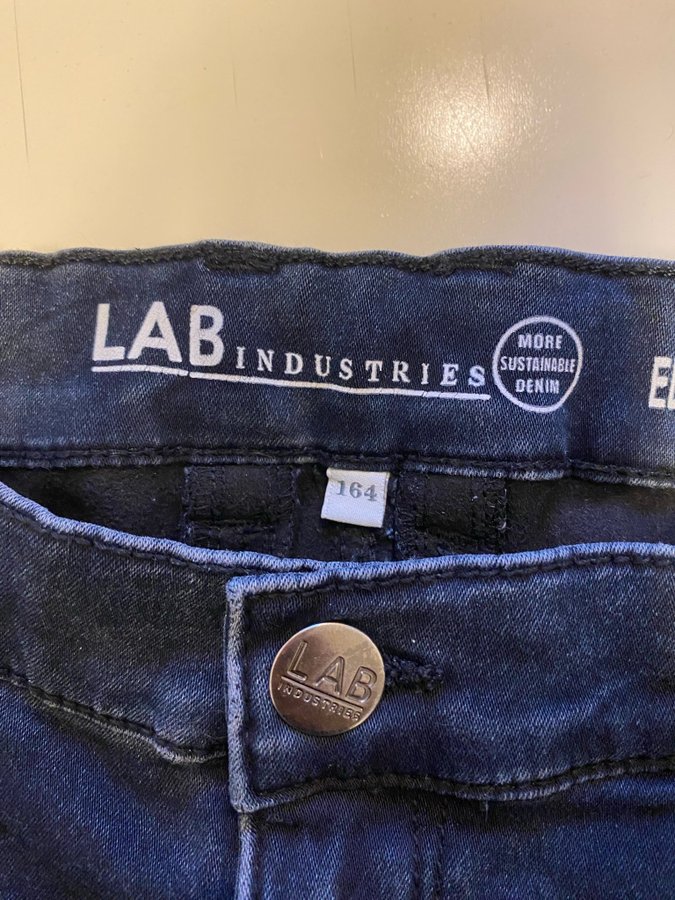 LAB INDUSTRIES
MORE
SUSTAINABLE
DENIM
164
LAB
INDUSTRIES